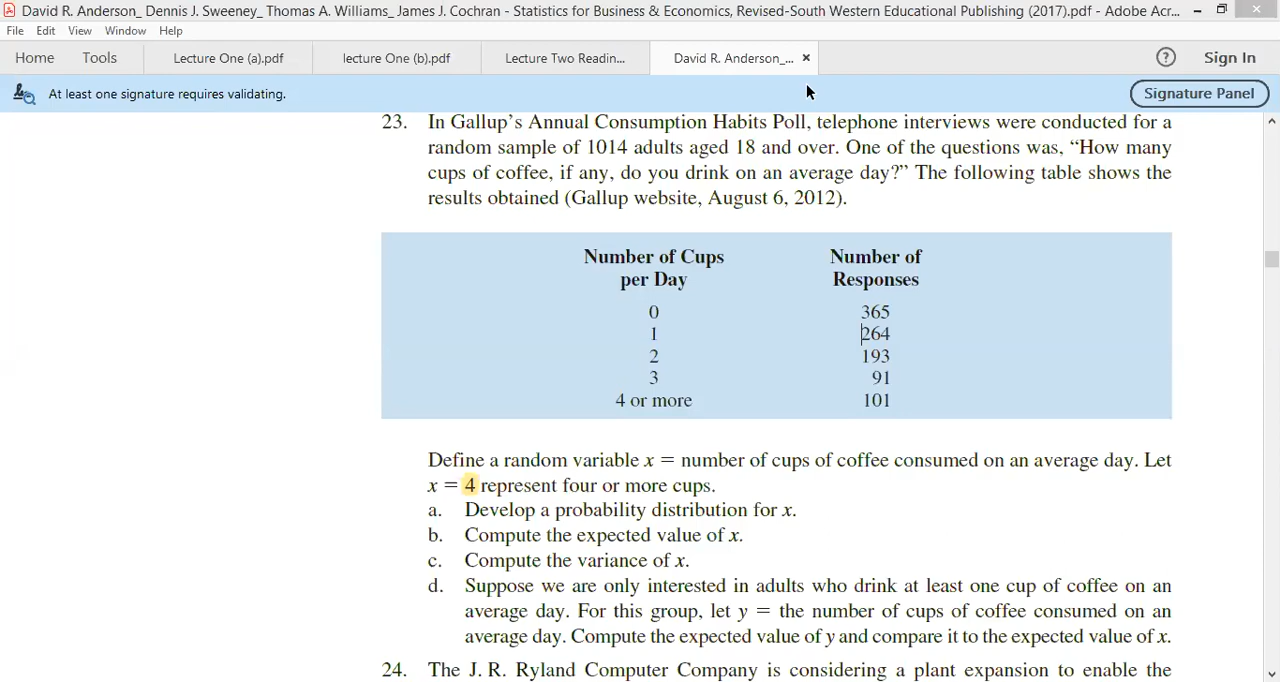 David R. Anderson_ Dennis J. Sweeney_ Thomas A. Williams_ James J. Cochran - Statistics for Business & Economics, Revised-South Western Educational Publishing (2017).pdf - Adobe Acr...
File Edit View Window Help
Home Tools Lecture One (a).pdf lecture One (b).pdf Lecture Two Readin... David R. Anderson_... × ? Sign In
At least one signature requires validating. Signature Panel
23. In Gallup's Annual Consumption Habits Poll, telephone interviews were conducted for a
random sample of 1014 adults aged 18 and over. One of the questions was, “How many
cups of coffee, if any, do you drink on an average day?” The following table shows the
results obtained (Gallup website, August 6, 2012).
Number of Cups Number of
per Day Responses
0 365
1 264
2 193
3 91
4 or more 101
Define a random variable x = number of cups of coffee consumed on an average day. Let
x = 4 represent four or more cups.
a. Develop a probability distribution for x.
b. Compute the expected value of x.
c. Compute the variance of x.
d. Suppose we are only interested in adults who drink at least one cup of coffee on an
average day. For this group, let y = the number of cups of coffee consumed on an
average day. Compute the expected value of y and compare it to the expected value of x.
24. The J. R. Ryland Computer Company is considering a plant expansion to enable the